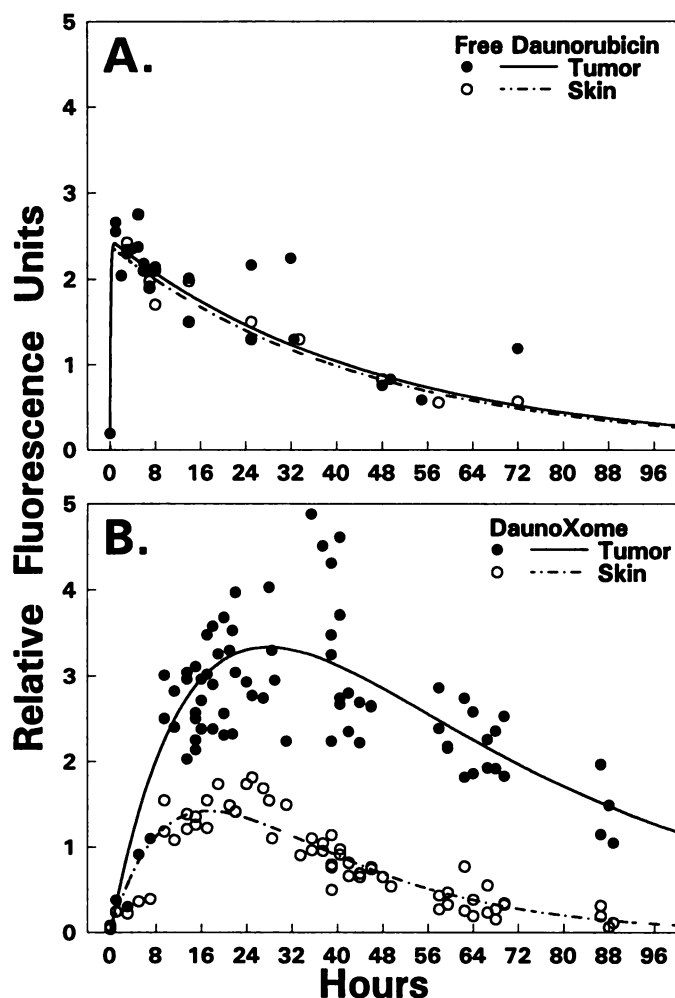 A.
Free Daunorubicin
Tumor
Skin
5
4
3
2
1
0
0 8 16 24 32 40 48 56 64 72 80 88 96
Relative Fluorescence Units
B.
DaunoXome
Tumor
Skin
5
4
3
2
1
0
0 8 16 24 32 40 48 56 64 72 80 88 96
Hours